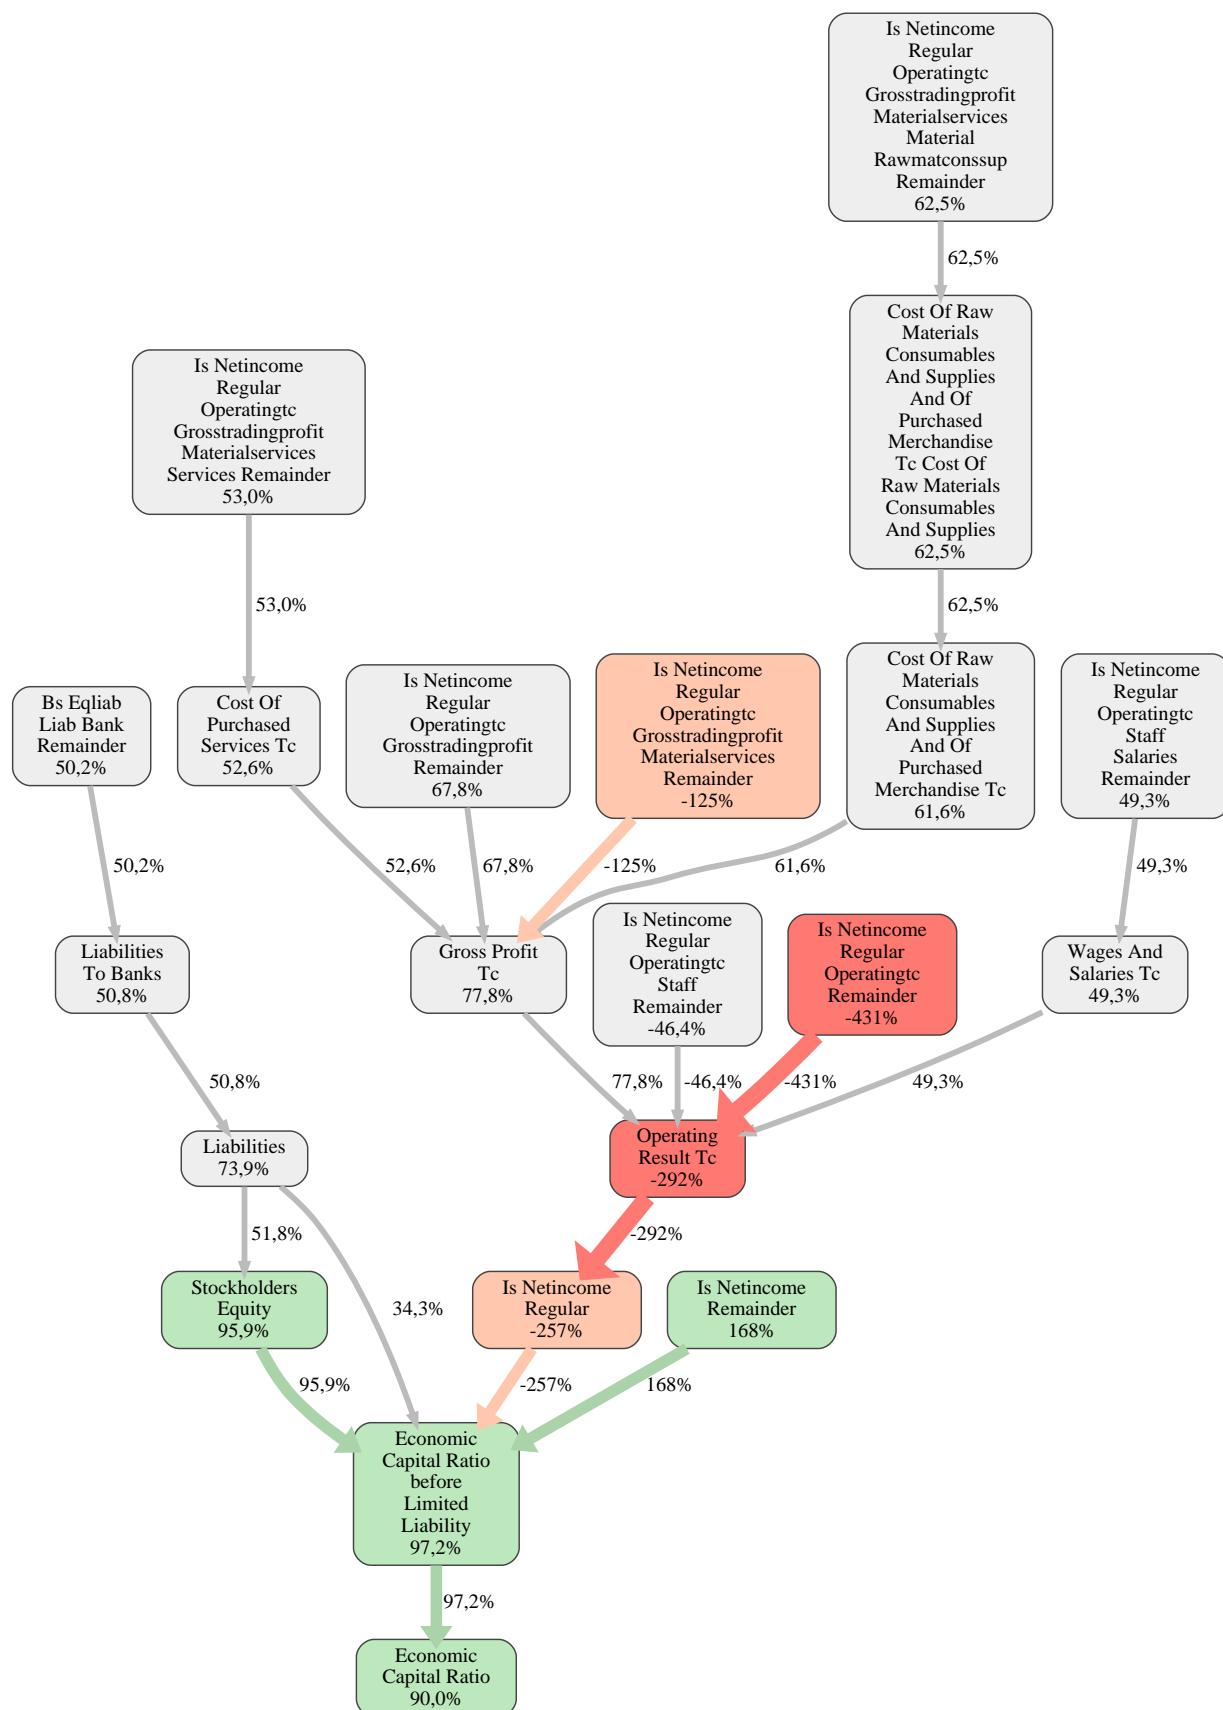 Is Netincome
Regular
Operatingtc
Grosstradingprofit
Materialservices
Material
Rawmatconssup
Remainder
62,5%
62,5%
Cost Of Raw
Materials
Consumables
And Supplies
And Of
Purchased
Merchandise
Tc Cost Of
Raw Materials
Consumables
And Supplies
62,5%
Is Netincome
Regular
Operatingtc
Grosstradingprofit
Materialservices
Services Remainder
53,0%
53,0%
62,5%
Bs Eqliab
Liab Bank
Remainder
50,2%
Cost Of
Purchased
Services Tc
52,6%
Is Netincome
Regular
Operatingtc
Grosstradingprofit
Remainder
67,8%
Is Netincome
Regular
Operatingtc
Grosstradingprofit
Materialservices
Remainder
-125%
Cost Of Raw
Materials
Consumables
And Supplies
And Of
Purchased
Merchandise Tc
61,6%
Is Netincome
Regular
Operatingtc
Staff
Salaries
Remainder
49,3%
50,2%
52,6%
67,8%
-125%
61,6%
49,3%
Liabilities
To Banks
50,8%
Gross Profit
Tc
77,8%
Is Netincome
Regular
Operatingtc
Staff
Remainder
-46,4%
Is Netincome
Regular
Operatingtc
Remainder
-431%
Wages And
Salaries Tc
49,3%
50,8%
77,8%
-46,4%
-431%
49,3%
Liabilities
73,9%
Operating
Result Tc
-292%
51,8%
-292%
Stockholders
Equity
95,9%
34,3%
Is Netincome
Regular
-257%
Is Netincome
Remainder
168%
95,9%
-257%
168%
Economic
Capital Ratio
before
Limited
Liability
97,2%
97,2%
Economic
Capital Ratio
90,0%